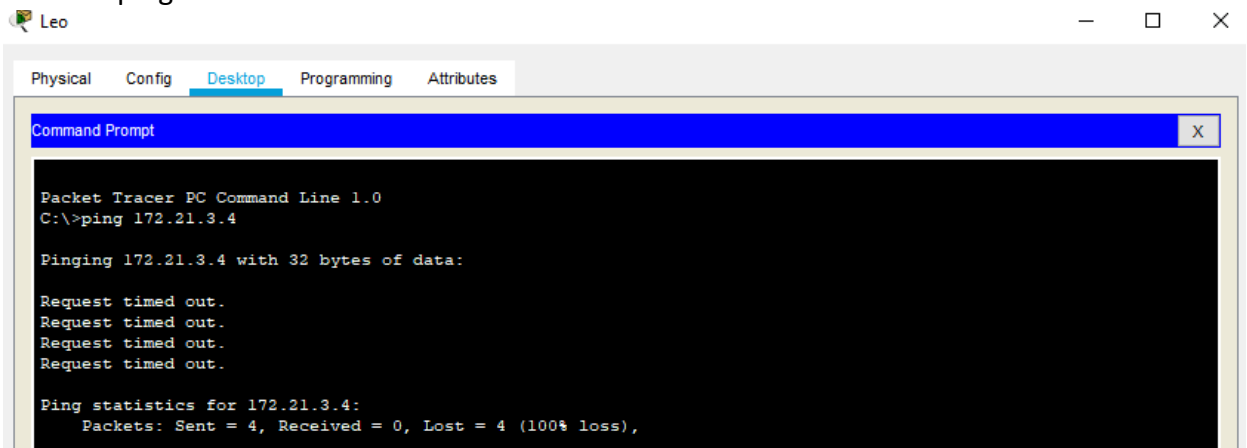 Leo
Physical Config Desktop Programming Attributes
Command Prompt
X
Packet Tracer PC Command Line 1.0
C:\>ping 172.21.3.4
Pinging 172.21.3.4 with 32 bytes of data:
Request timed out.
Request timed out.
Request timed out.
Request timed out.
Ping statistics for 172.21.3.4:
Packets: Sent = 4, Received = 0, Lost = 4 (100% loss),